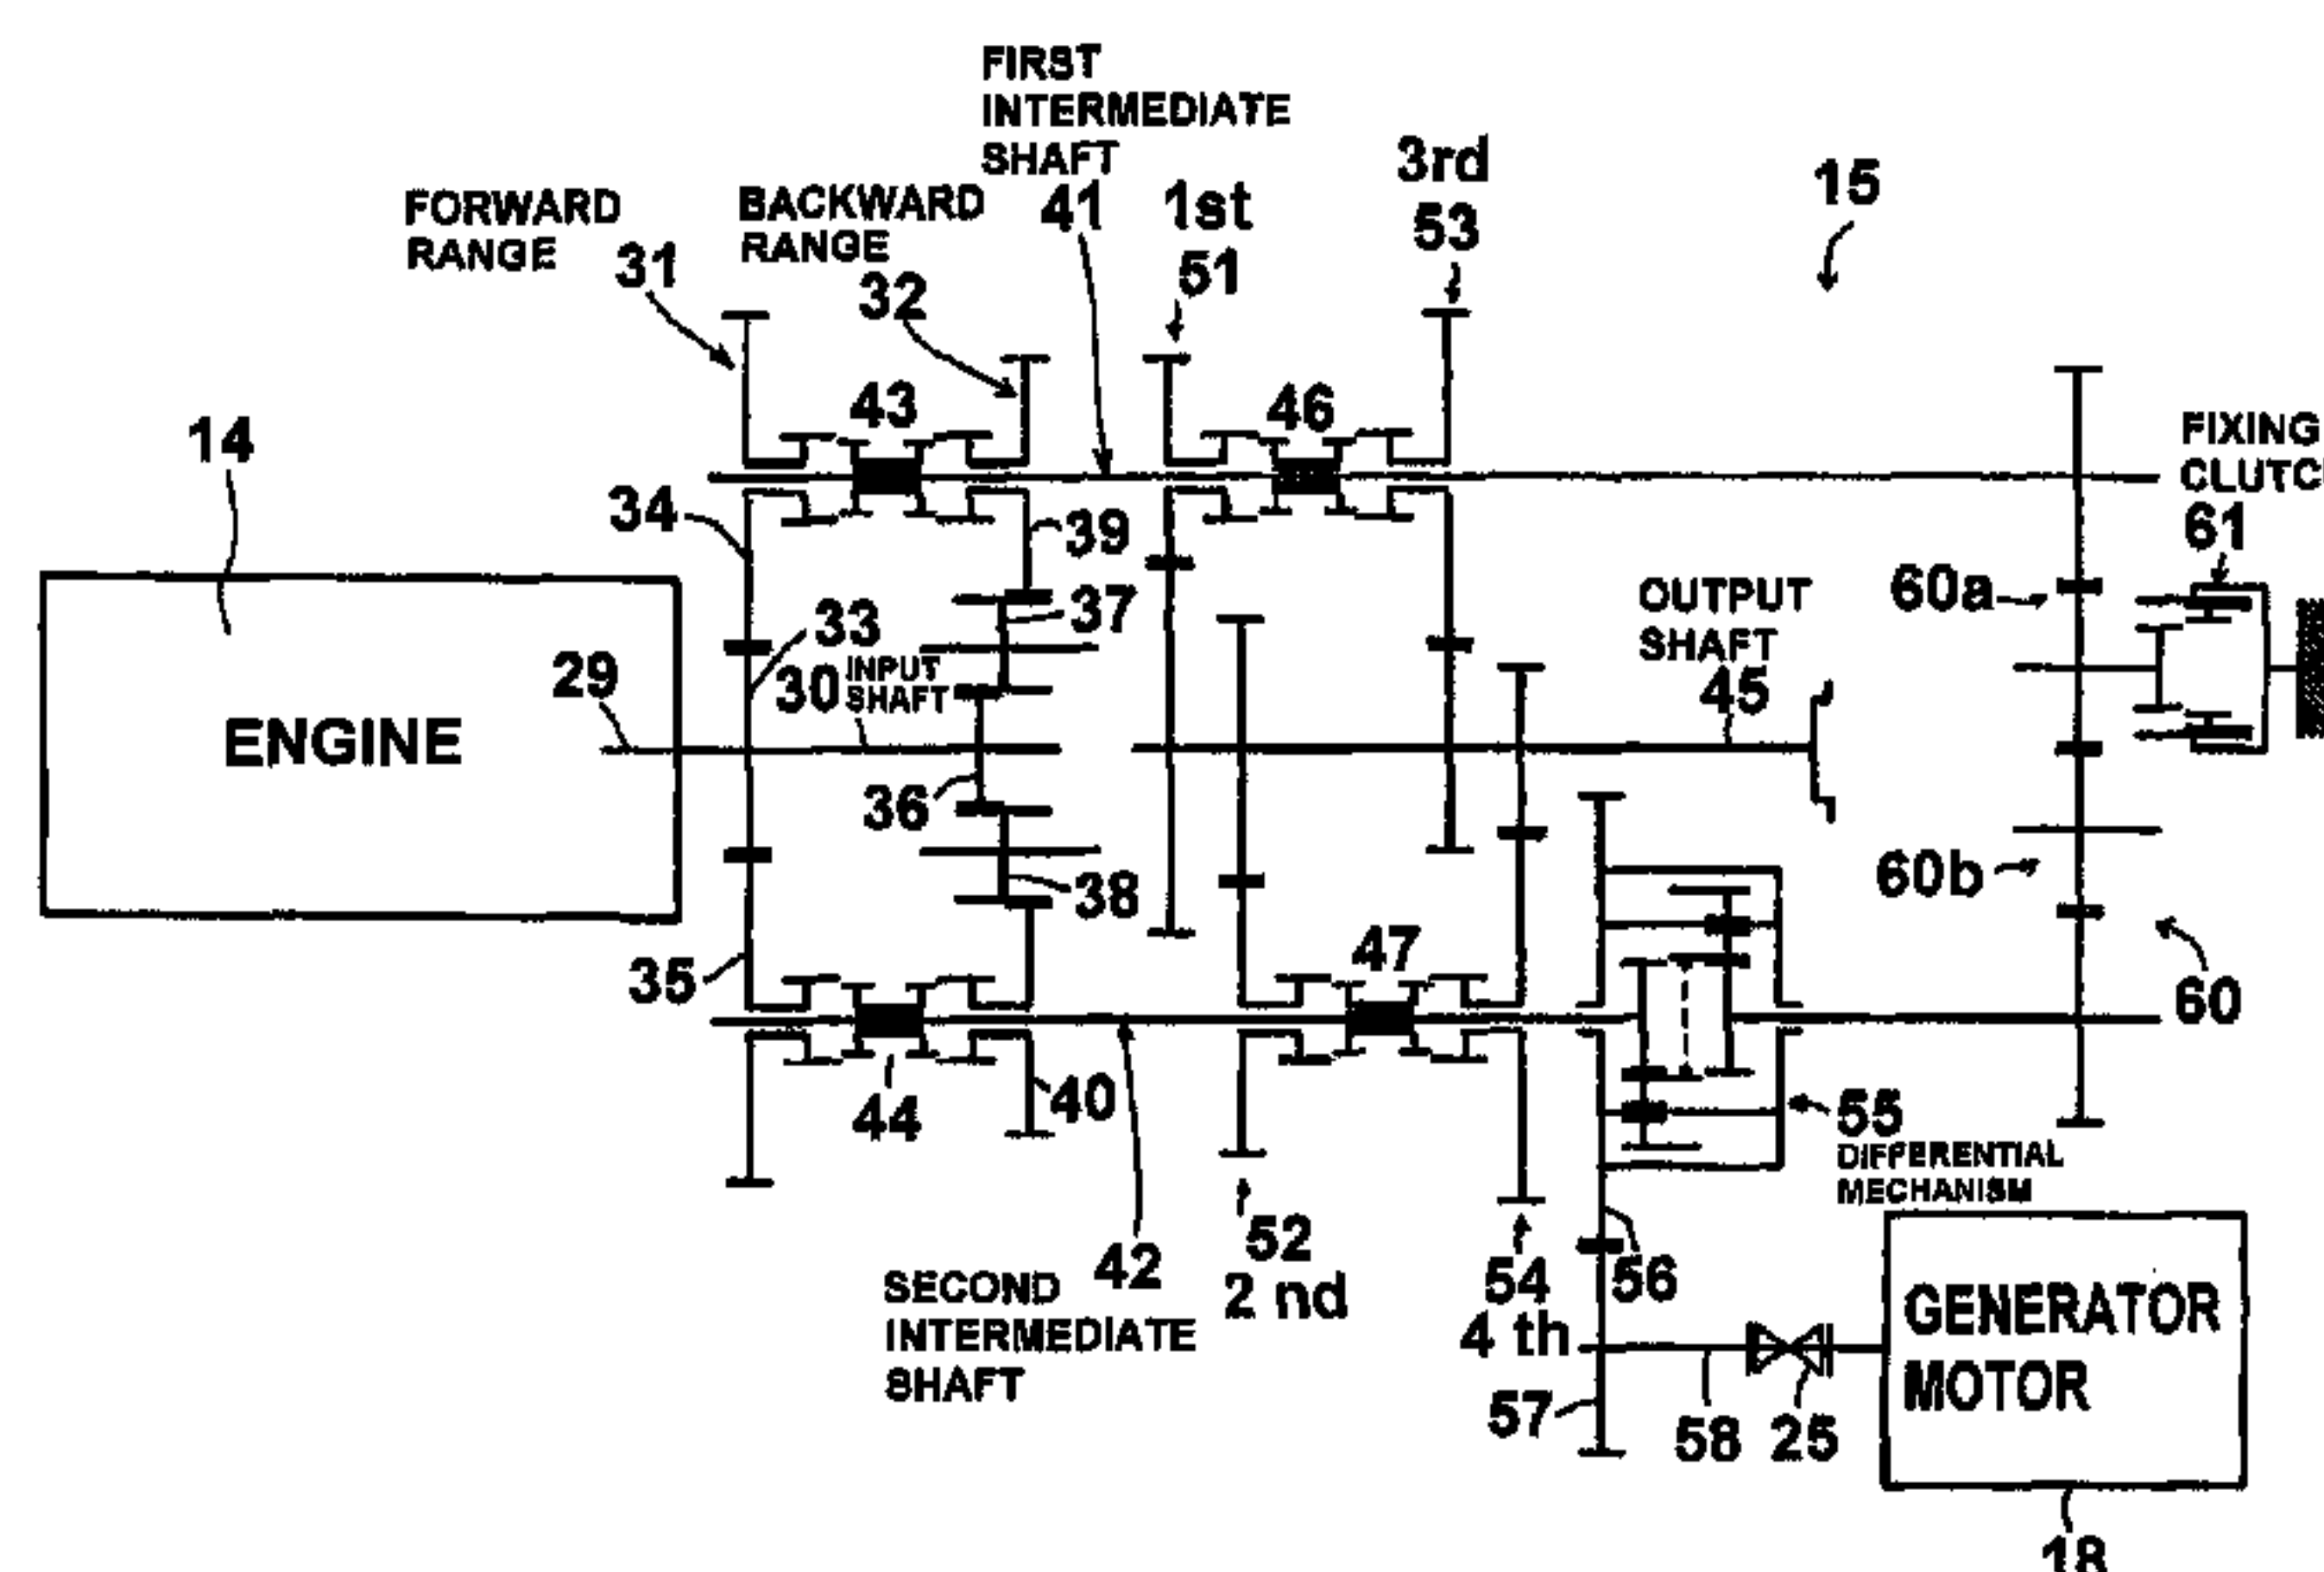 FIRST
INTERMEDIATE
SHAFT
41
3rd
53
15
FORWARD
RANGE
31
BACKWARD
RANGE
32
1st
51
14
43
46
FIXING
CLUTC
61
34
39
37
60a
33
29
30
INPUT
SHAFT
OUTPUT
SHAFT
45
ENGINE
36
38
60b
35
47
60
44
40
55
DIFFERENTIAL
MECHANISM
SECOND
INTERMEDIATE
SHAFT
42
52
2 nd
54
4 th
56
57
58
25
GENERATOR
MOTOR
18